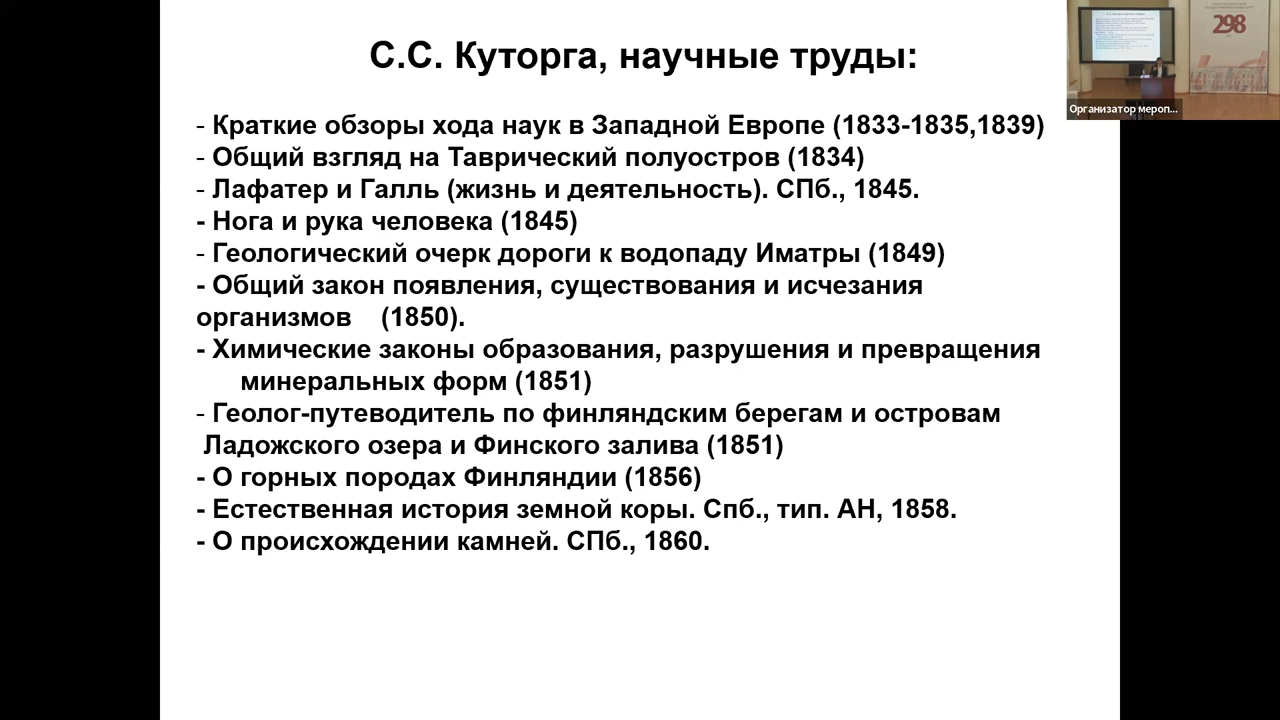 С.С. Куторга, научные труды:
- Краткие обзоры хода наук в Западной Европе (1833-1835,1839)
- Общий взгляд на Таврический полуостров (1834)
- Лафатер и Галль (жизнь и деятельность). СПб., 1845.
- Нога и рука человека (1845)
- Геологический очерк дороги к водопаду Иматры (1849)
- Общий закон появления, существования и исчезания
организмов (1850).
- Химические законы образования, разрушения и превращения
минеральных форм (1851)
- Геолог-путеводитель по финляндским берегам и островам
Ладожского озера и Финского залива (1851)
- О горных породах Финляндии (1856)
- Естественная история земной коры. Спб., тип. АН, 1858.
- О происхождении камней. СПб., 1860.
298
Организатор мероп...